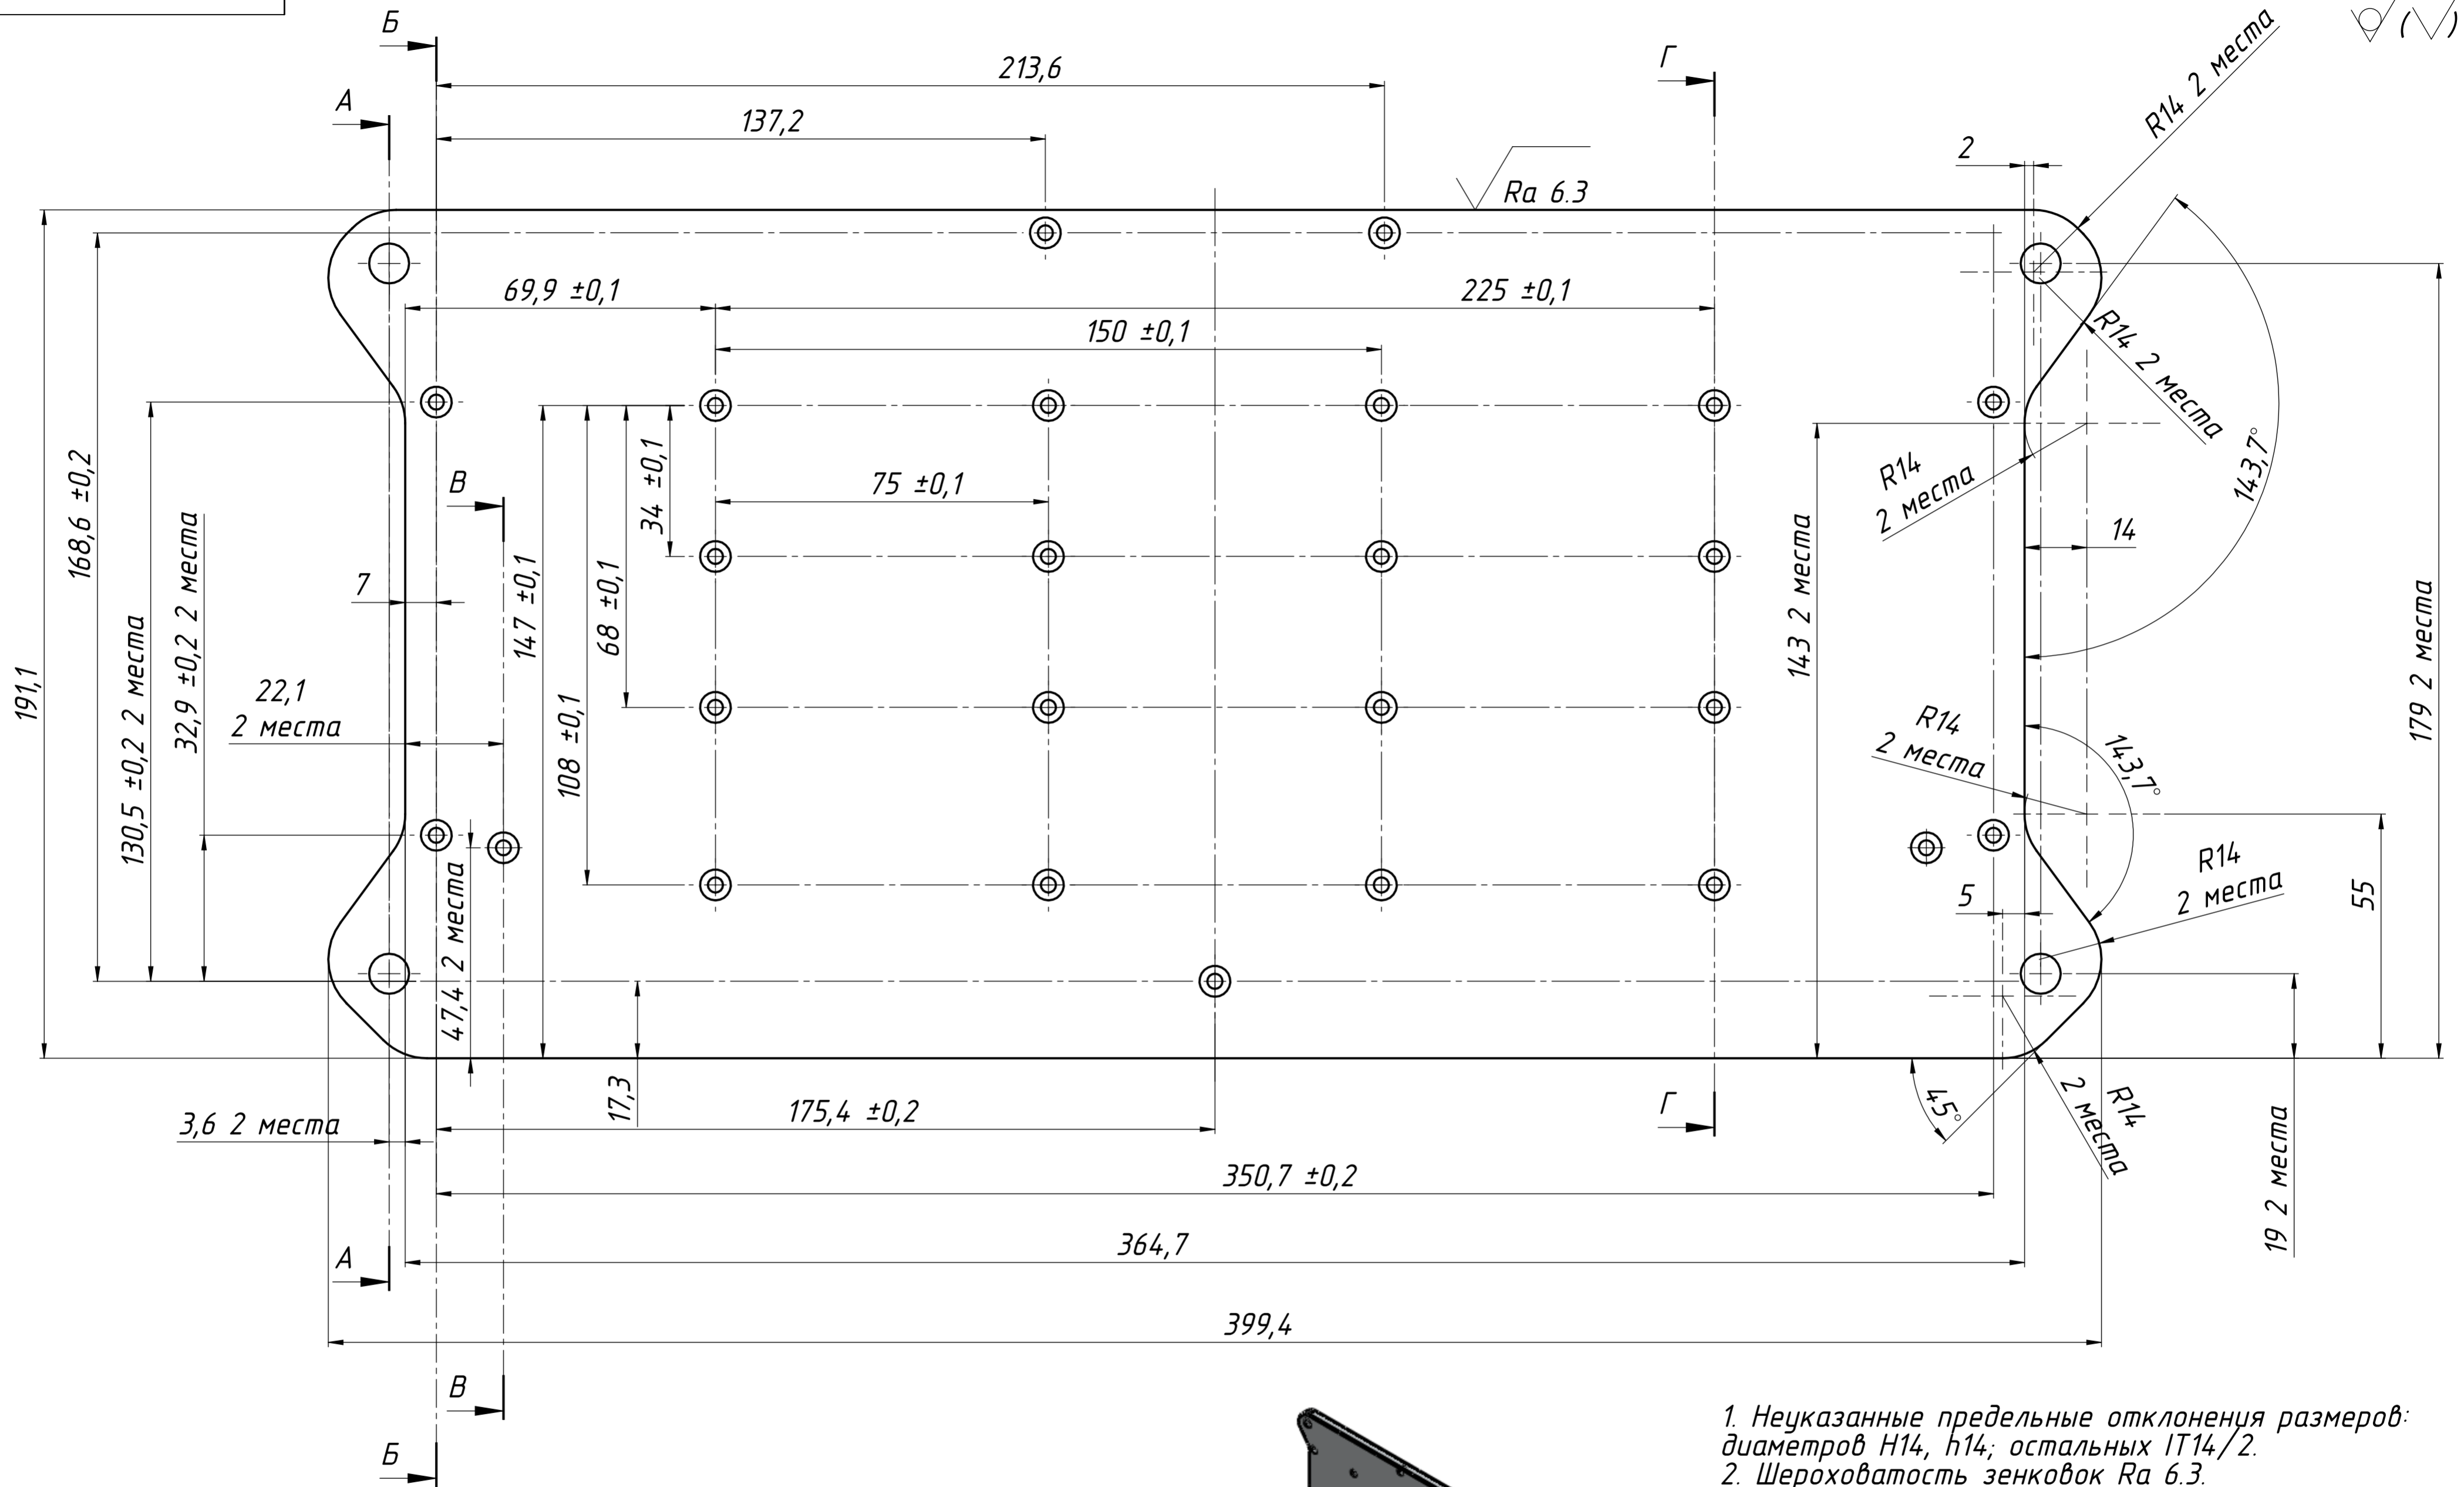 Б
213,6
Г
R14 2 места
А
137,2
2
Ra 6.3
69,9 ±0,1
225 ±0,1
150 ±0,1
R14 2 места
143,7°
168,6 ±0,2
В
75 ±0,1
34 ±0,1
R14
2 места
14
32,9 ±0,2 2 места
7
147 ±0,1
68 ±0,1
143 2 места
179 2 места
191,1
130,5 ±0,2 2 места
22,1
2 места
108 ±0,1
R14
2 места
143,7°
47,4 2 места
5
R14
2 места
55
3,6 2 места
17,3
175,4 ±0,2
Г
45°
R14
2 места
19 2 места
350,7 ±0,2
А
364,7
399,4
В
Б
1. Неуказанные предельные отклонения размеров:
диаметров Н14, h14; остальных IT14/2.
2. Шероховатость зенковок Ra 6.3.